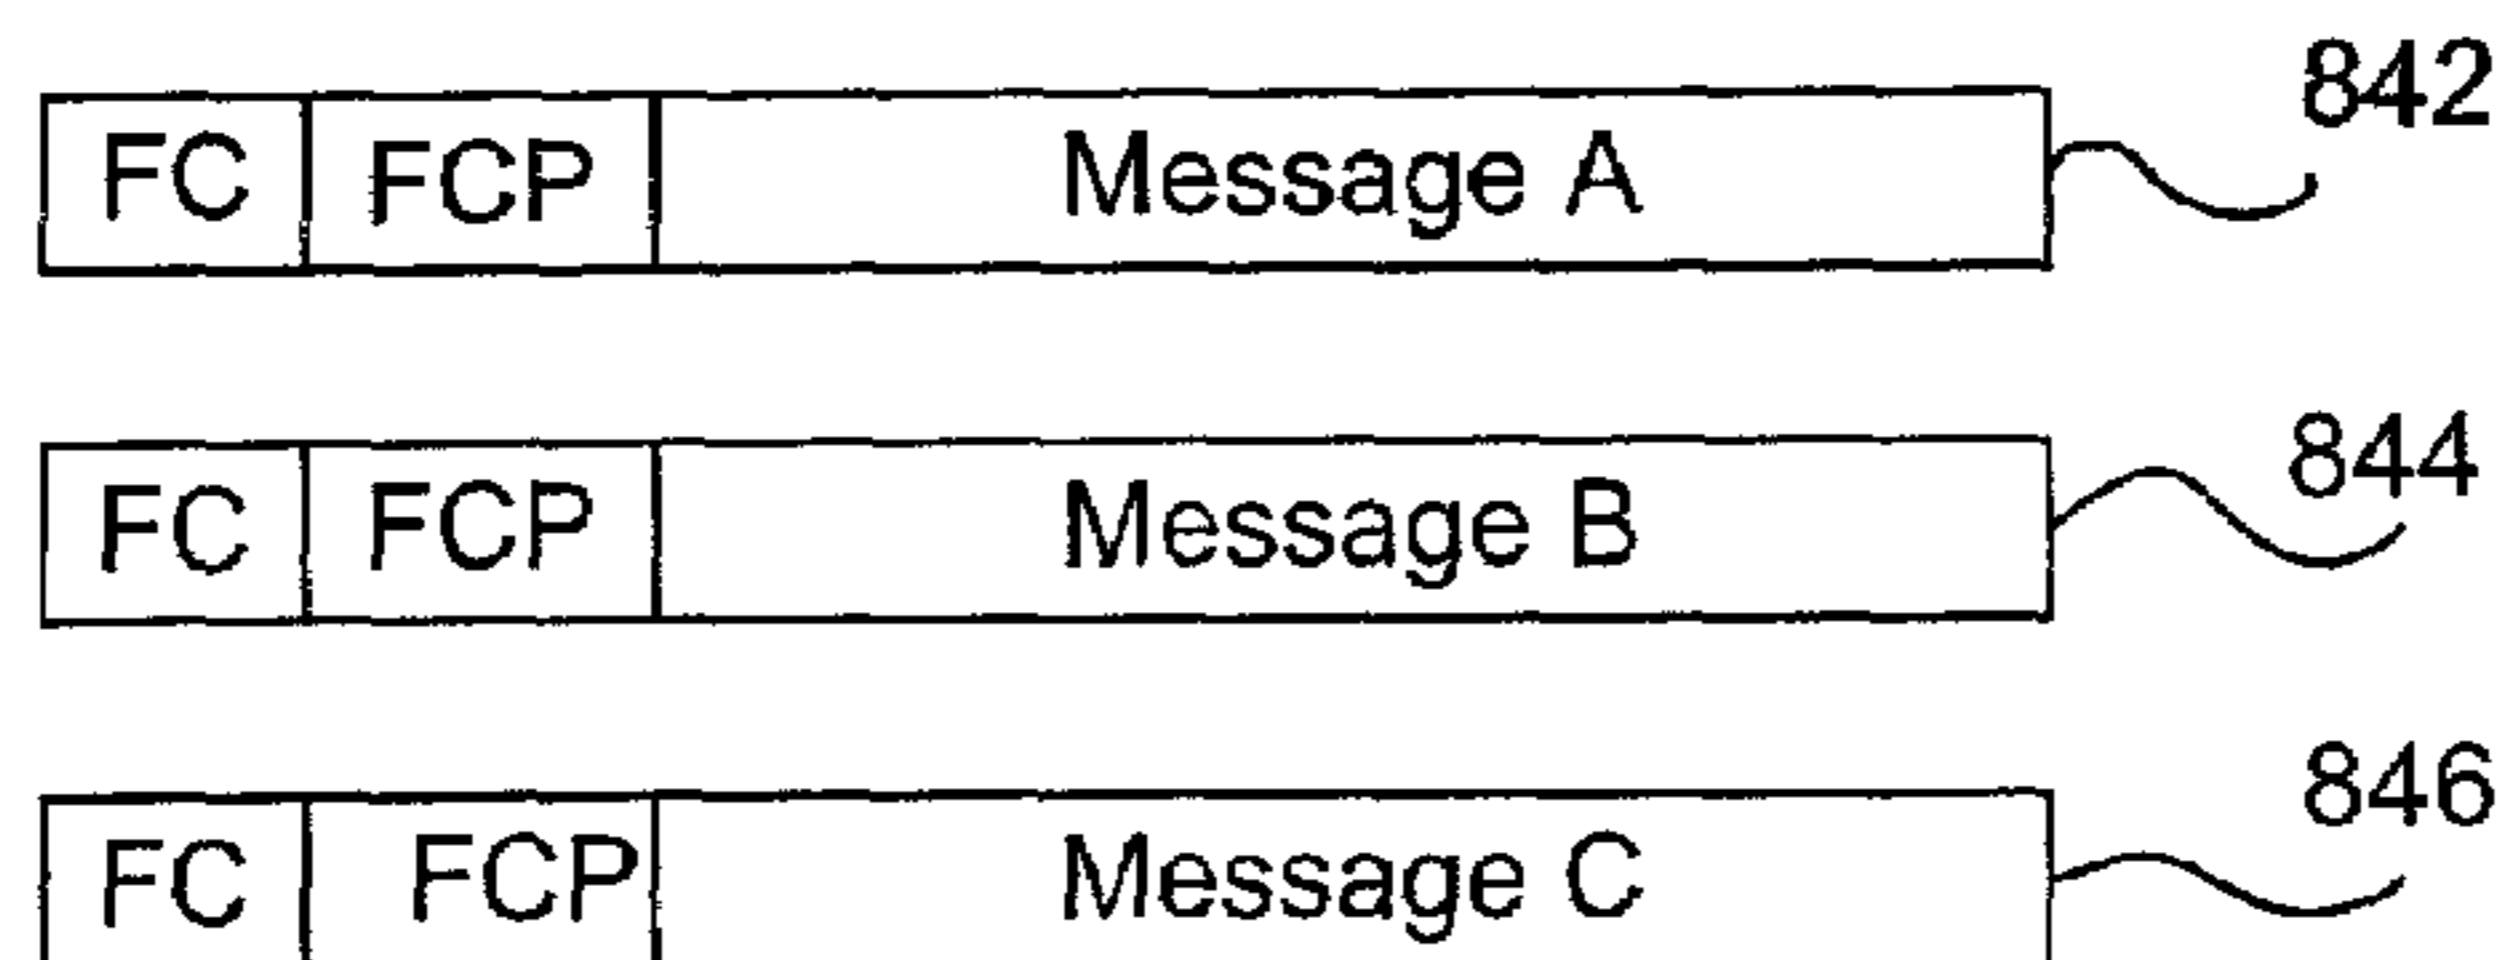 842
FC FCP Message A
844
FC FCP Message B
846
FC FCP Message C